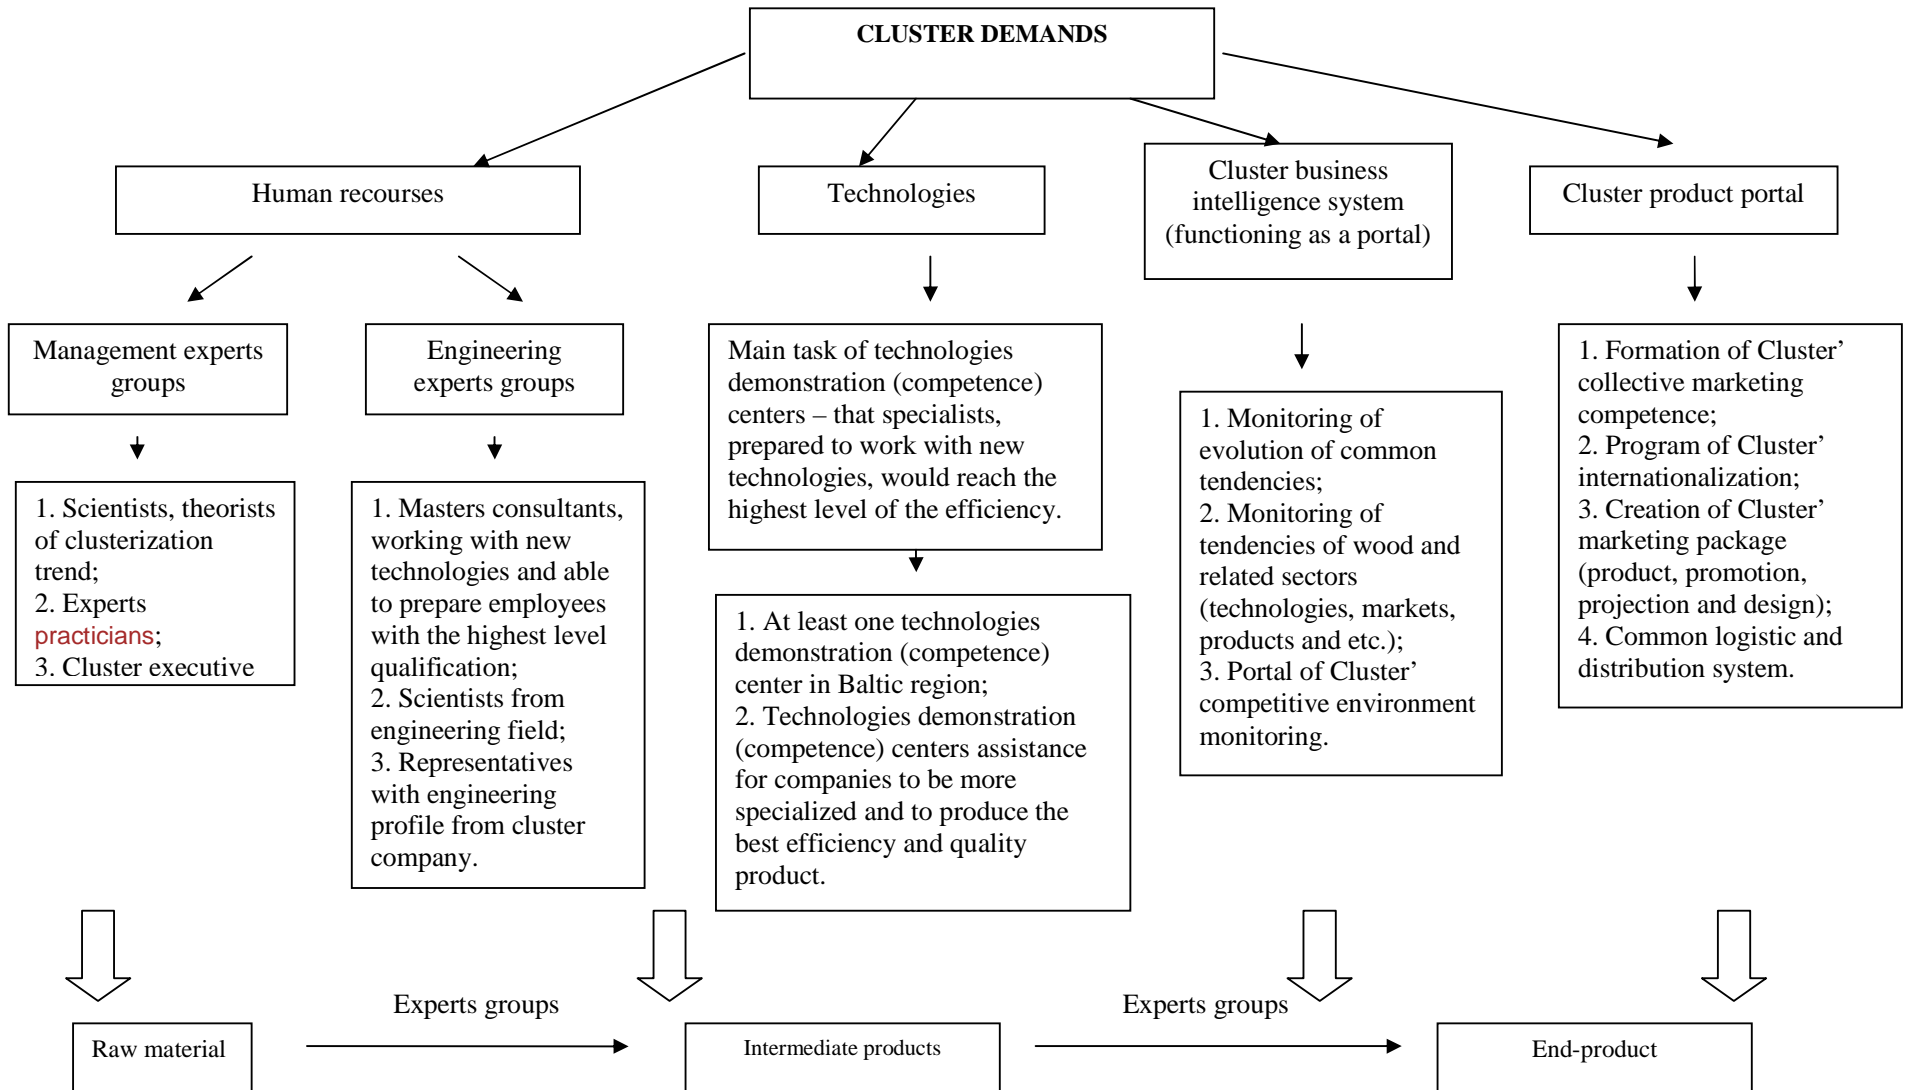 CLUSTER DEMANDS
Human recourses
Technologies
Cluster business
intelligence system
(functioning as a portal)
Cluster product portal
Management experts
groups
Engineering
experts groups
Main task of technologies
demonstration (competence)
centers – that specialists,
prepared to work with new
technologies, would reach the
highest level of the efficiency.
1. Formation of Cluster’
collective marketing
competence;
2. Program of Cluster’
internationalization;
3. Creation of Cluster’
marketing package
(product, promotion,
projection and design);
4. Common logistic and
distribution system.
1. Monitoring of
evolution of common
tendencies;
2. Monitoring of
tendencies of wood and
related sectors
(technologies, markets,
products and etc.);
3. Portal of Cluster’
competitive environment
monitoring.
1. Scientists, theorists
of clusterization
trend;
2. Experts
practicians;
3. Cluster executive
1. Masters consultants,
working with new
technologies and able
to prepare employees
with the highest level
qualification;
2. Scientists from
engineering field;
3. Representatives
with engineering
profile from cluster
company.
1. At least one technologies
demonstration (competence)
center in Baltic region;
2. Technologies demonstration
(competence) centers assistance
for companies to be more
specialized and to produce the
best efficiency and quality
product.
Experts groups
Experts groups
Raw material
Intermediate products
End-product